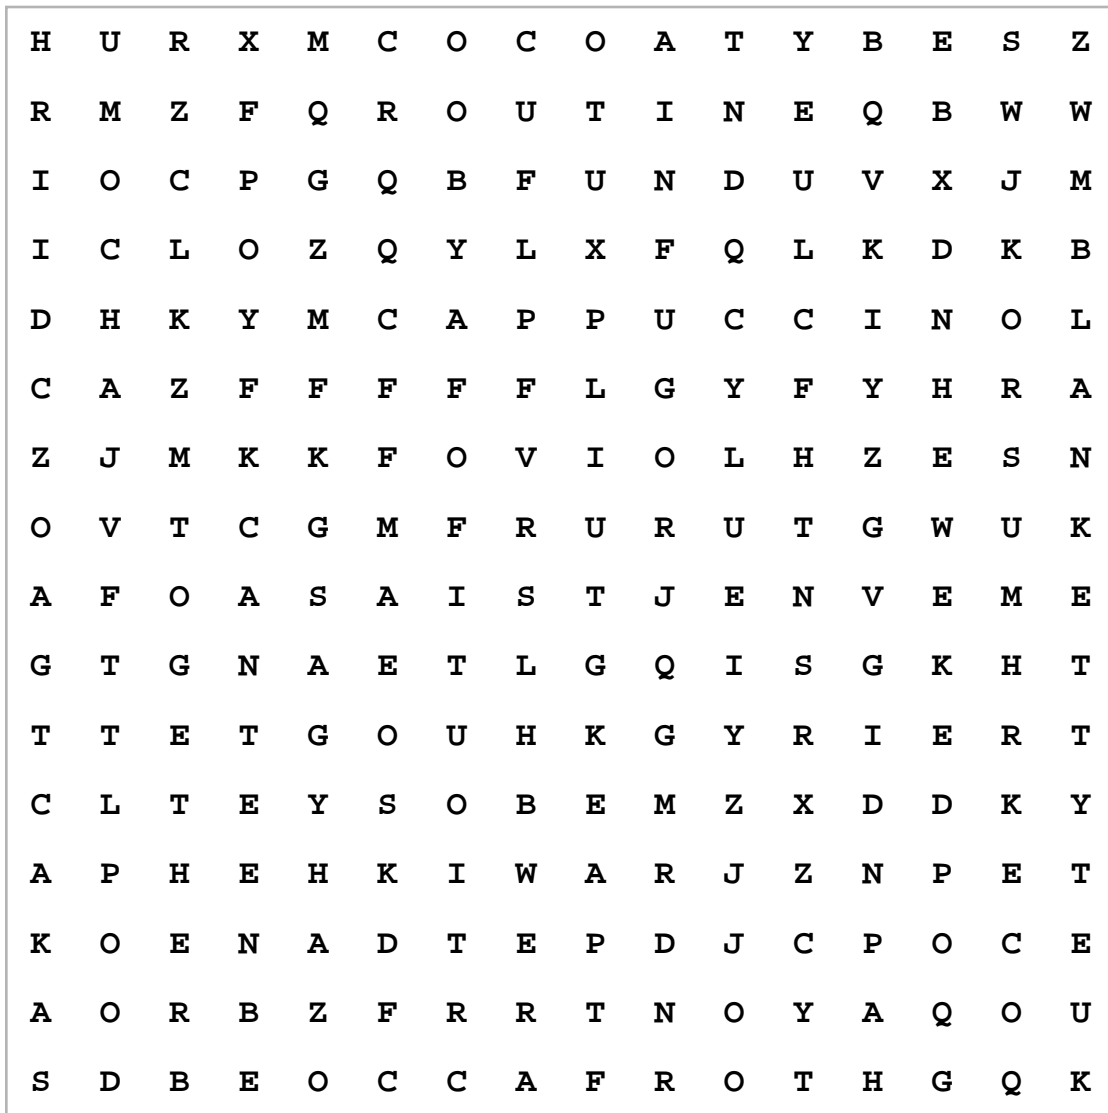 H U R X M C O C O A T Y B E S Z
R M Z F Q R O U T I N E Q B W W
I O C P G Q B F U N D U V X J M
I C L O Z Q Y L X F Q L K D K B
D H K Y M C A P P U C C I N O L
C A Z F F F F F L G Y F Y H R A
Z J M K K F O V I O L H Z E S N
O V T C G M F R U R U T G W U K
A F O A S A I S T J E N V E M E
G T G N A E T L G Q I S G K H T
T T E T G O U H K G Y R I E R T
C L T E Y S O B E M Z X D D K Y
A P H E H K I W A R J Z N P E T
K O E N A D T E P D J C P O C E
A O R B Z F R R T N O Y A Q O U
S D B E O C C A F R O T H G Q K